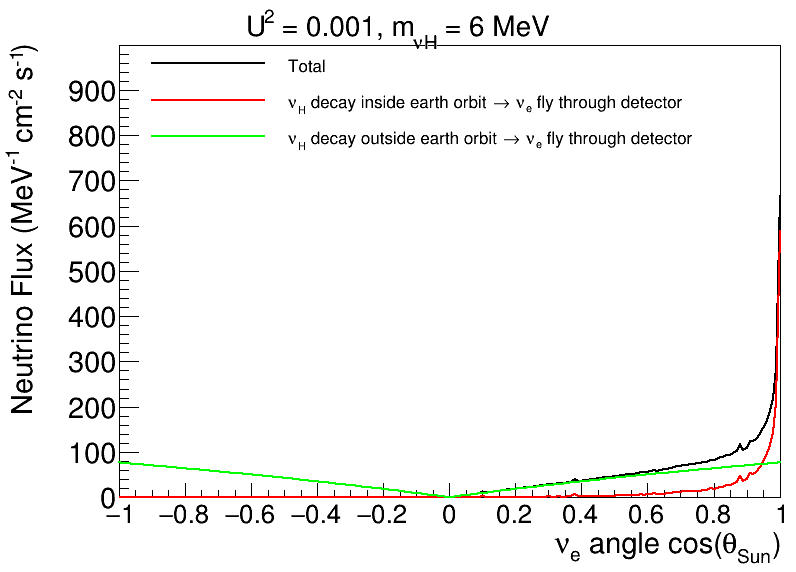 U² = 0.001, m_νH = 6 MeV
Total
ν_H decay inside earth orbit → ν_e fly through detector
ν_H decay outside earth orbit → ν_e fly through detector
Neutrino Flux (MeV⁻¹ cm⁻² s⁻¹)
900
800
700
600
500
400
300
200
100
0
−1 −0.8 −0.6 −0.4 −0.2 0 0.2 0.4 0.6 0.8 1
ν_e angle cos(θ_Sun)